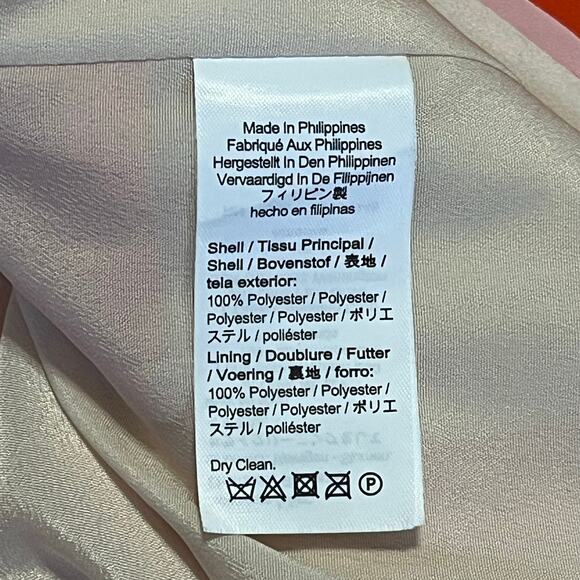 Made In Philippines
Fabriqué Aux Philippines
Hergestellt In Den Philippinen
Vervaardigd In De Filippijnen
フィリピン製
hecho en filipinas
Shell / Tissu Principal /
Shell / Bovenstof / 表地 /
tela exterior:
100% Polyester / Polyester /
Polyester / Polyester / ポリエ
ステル / poliéster
Lining / Doublure / Futter
/ Voering / 裏地 / forro:
100% Polyester / Polyester /
Polyester / Polyester / ポリエ
ステル / poliéster
Dry Clean.
P